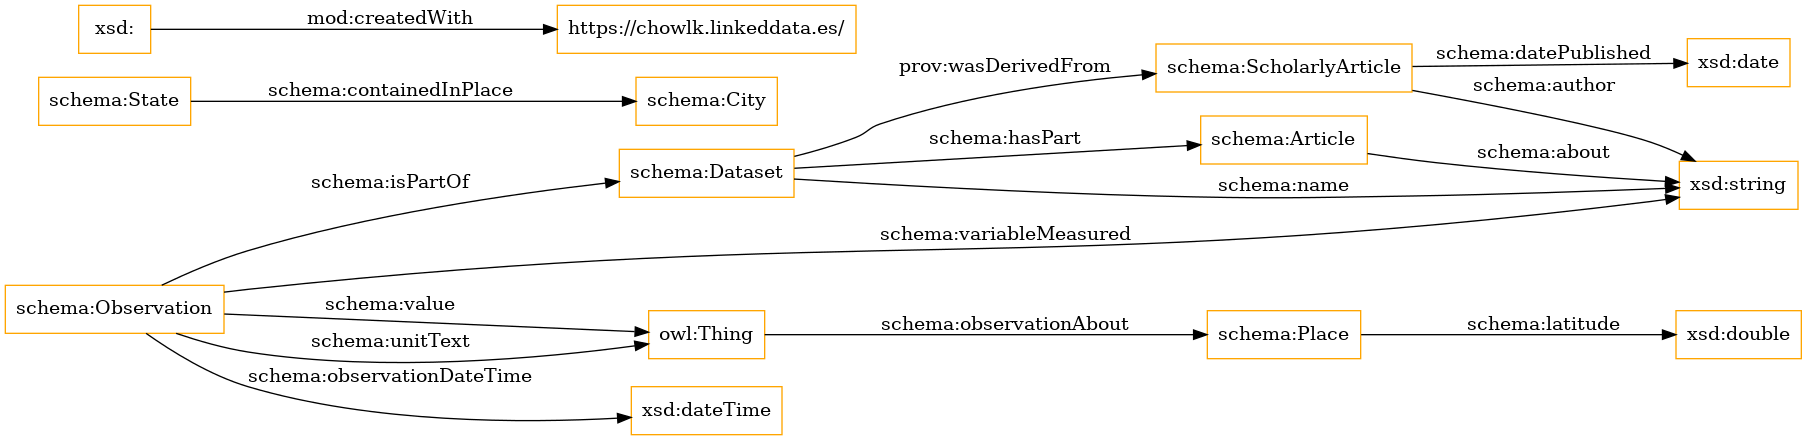 xsd:
mod:createdWith
https://chowlk.linkeddata.es/
schema:State
schema:containedInPlace
schema:City
prov:wasDerivedFrom
schema:ScholarlyArticle
schema:datePublished
xsd:date
schema:author
schema:Dataset
schema:hasPart
schema:Article
schema:about
schema:name
xsd:string
schema:isPartOf
schema:variableMeasured
schema:Observation
schema:value
schema:unitText
owl:Thing
schema:observationAbout
schema:Place
schema:latitude
xsd:double
schema:observationDateTime
xsd:dateTime